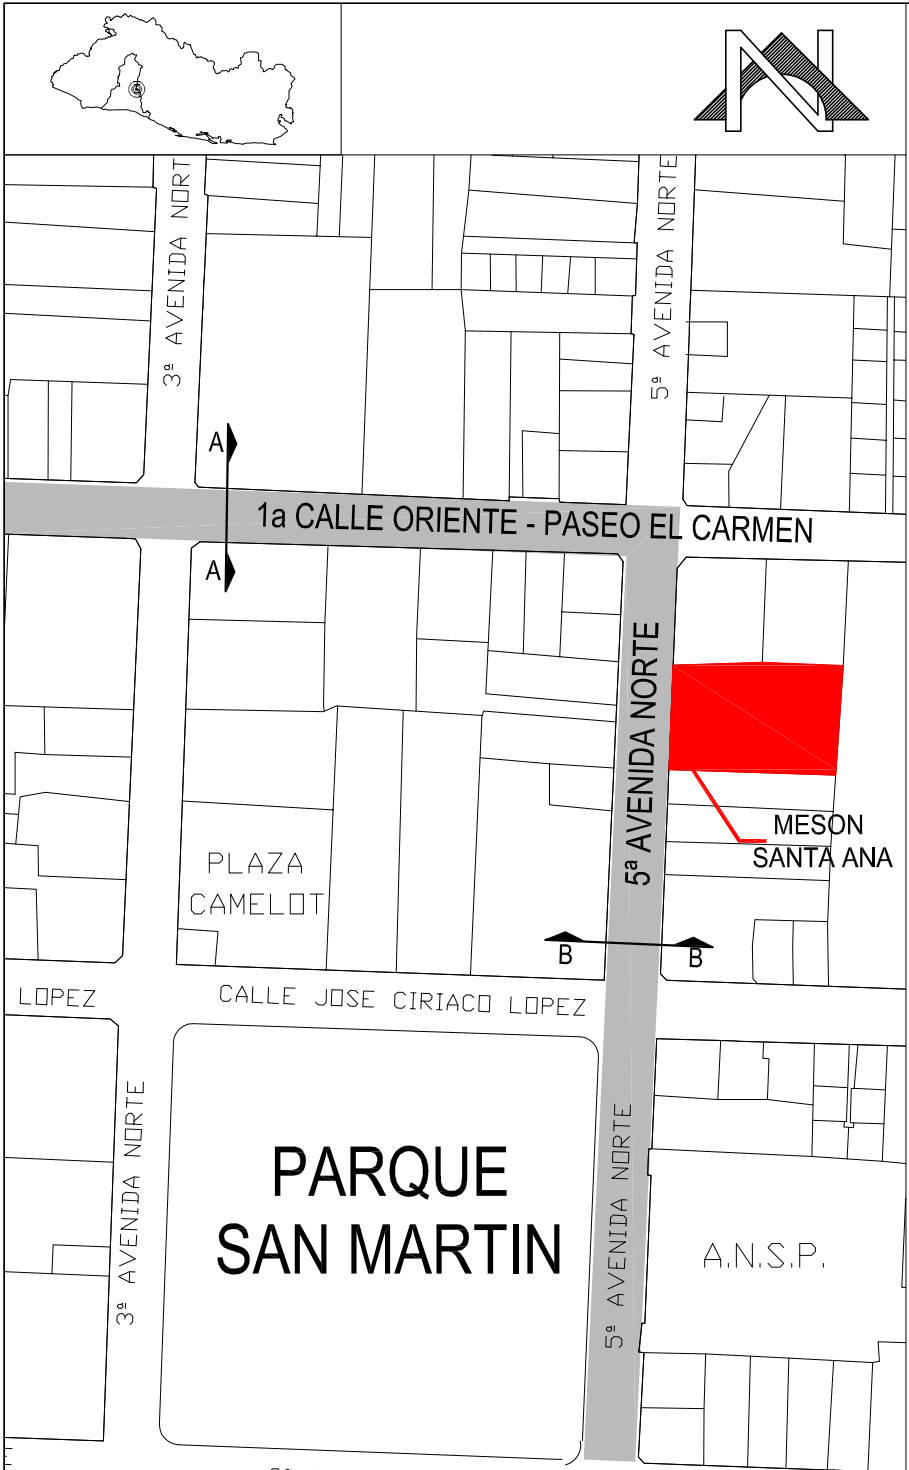 N
3ª AVENIDA NORT
5ª AVENIDA NORTE
A
1a CALLE ORIENTE - PASEO EL CARMEN
A
5ª AVENIDA NORTE
MESON
SANTA ANA
PLAZA
CAMELOT
B
B
LOPEZ
CALLE JOSE CIRIACO LOPEZ
3ª AVENIDA NORTE
PARQUE
SAN MARTIN
5ª AVENIDA NORTE
A.N.S.P.